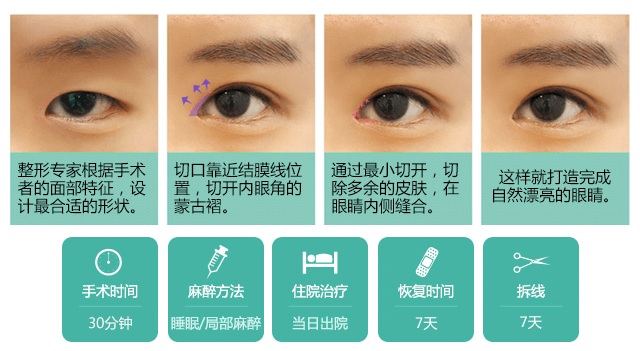 整形专家根据手术
者的面部特征，设
计最合适的形状。
切口靠近结膜线位
置，切开内眼角的
蒙古褶。
通过最小切开，切
除多余的皮肤，在
眼睛内侧缝合。
这样就打造完成
自然漂亮的眼睛。
手术时间
30分钟
麻醉方法
睡眠/局部麻醉
住院治疗
当日出院
恢复时间
7天
拆线
7天